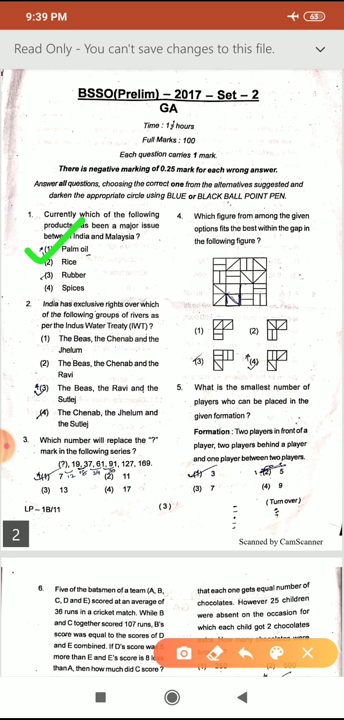 9:39 PM
63
Read Only - You can't save changes to this file.
BSSO(Prelim) – 2017 – Set – 2
GA
Time : 1½ hours
Full Marks : 100
Each question carries 1 mark.
There is negative marking of 0.25 mark for each wrong answer.
Answer all questions, choosing the correct one from the alternatives suggested and
darken the appropriate circle using BLUE or BLACK BALL POINT PEN.
1. Currently which of the following
products has been a major issue
between India and Malaysia ?
(1) Palm oil
(2) Rice
(3) Rubber
(4) Spices
2. India has exclusive rights over which
of the following groups of rivers as
per the Indus Water Treaty (IWT) ?
(1) The Beas, the Chenab and the
Jhelum
(2) The Beas, the Chenab and the
Ravi
(3) The Beas, the Ravi and the
Sutlej
(4) The Chenab, the Jhelum and
the Sutlej
3. Which number will replace the "?"
mark in the following series ?
(?), 19, 37, 61, 91, 127, 169.
(1) 7 (2) 11
(3) 13 (4) 17
LP – 1B/11
(3)
4. Which figure from among the given
options fits the best within the gap in
the following figure ?
(1) (2)
(3) (4)
5. What is the smallest number of
players who can be placed in the
given formation ?
Formation : Two players in front of a
player, two players behind a player
and one player between two players.
(1) 3 (2) 5
(3) 7 (4) 9
(Turn over)
2
Scanned by CamScanner
6. Five of the batsmen of a team (A, B,
C, D and E) scored at an average of
36 runs in a cricket match. While B
and C together scored 107 runs, B's
score was equal to the scores of D
and E combined. If D's score was
more than E and E's score is 8 less
than A, then how much did C score ?
that each one gets equal number of
chocolates. However 25 children
were absent on the occasion for
which each child got 2 chocolates